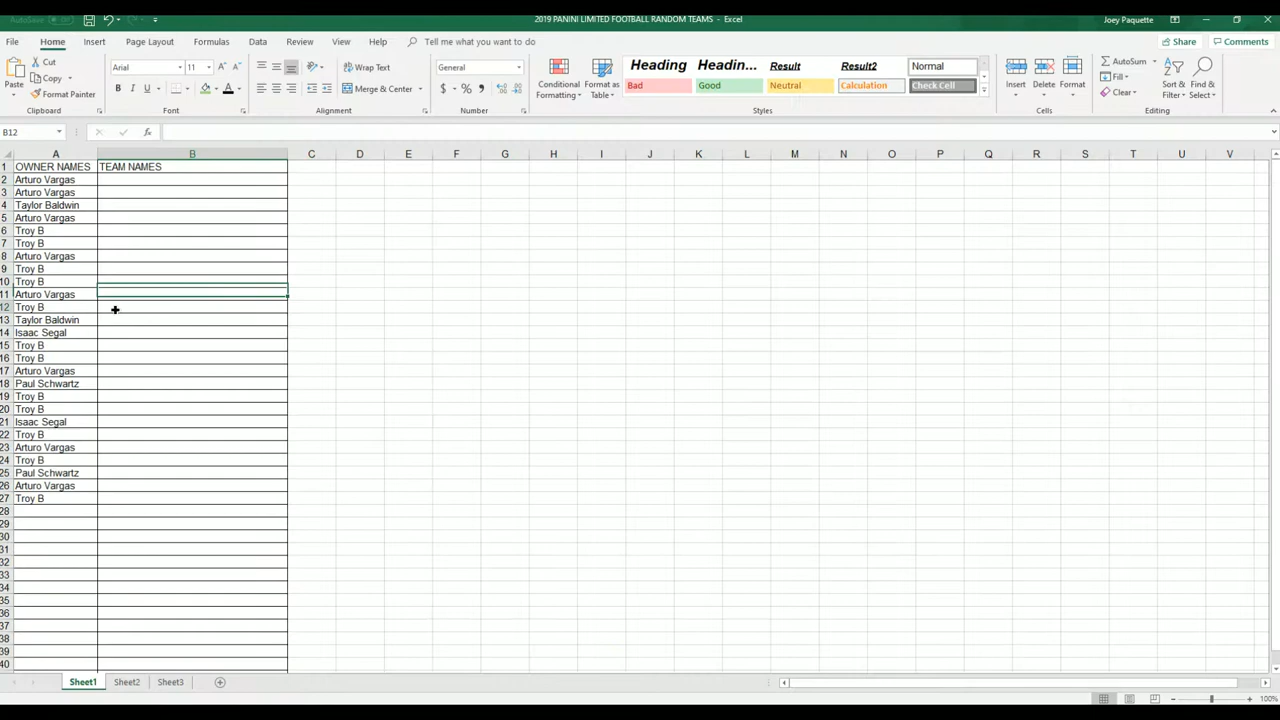 AutoSave
2019 PANINI LIMITED FOOTBALL RANDOM TEAMS - Excel
Joey Paquette
File Home Insert Page Layout Formulas Data Review View Help Tell me what you want to do Share Comments
Paste Cut Copy Format Painter Clipboard
Arial 11 B I U A Font
Wrap Text Merge & Center Alignment
General $ % Number
Conditional Formatting Format as Table
Heading Headin... Result Result2 Normal
Bad Good Neutral Calculation Check Cell
Styles
Insert Delete Format Cells
AutoSum Fill Clear Sort & Filter Find & Select Editing
B12 fx
A B C D E F G H I J K L M N O P Q R S T U V
1 OWNER NAMES TEAM NAMES
2 Arturo Vargas
3 Arturo Vargas
4 Taylor Baldwin
5 Arturo Vargas
6 Troy B
7 Troy B
8 Arturo Vargas
9 Troy B
10 Troy B
11 Arturo Vargas
12 Troy B
13 Taylor Baldwin
14 Isaac Segal
15 Troy B
16 Troy B
17 Arturo Vargas
18 Paul Schwartz
19 Troy B
20 Troy B
21 Isaac Segal
22 Troy B
23 Arturo Vargas
24 Troy B
25 Paul Schwartz
26 Arturo Vargas
27 Troy B
28
29
30
31
32
33
34
35
36
37
38
39
40
Sheet1 Sheet2 Sheet3
100%